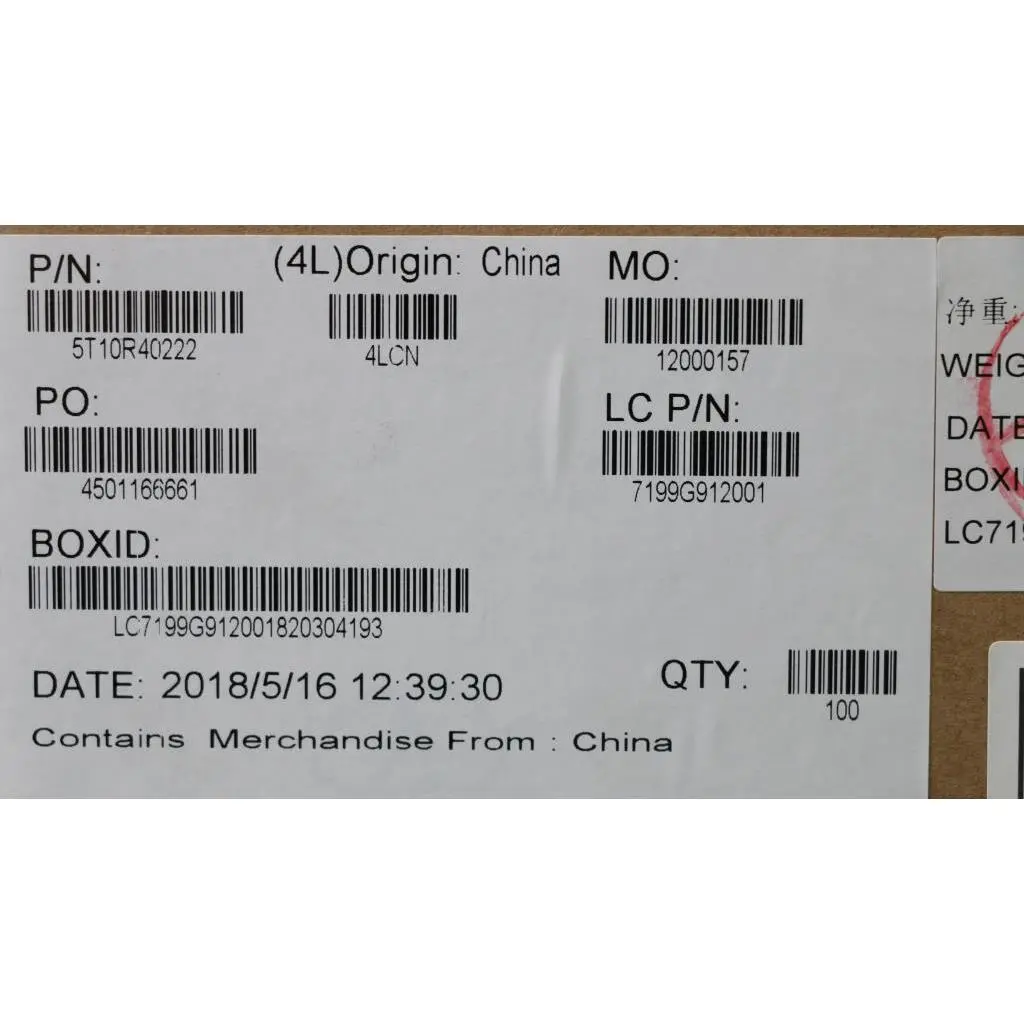 P/N:
(4L)Origin: China
MO:
5T10R40222
4LCN
12000157
PO:
LC P/N:
4501166661
7199G912001
BOXID:
LC7199G912001820304193
DATE: 2018/5/16 12:39:30
QTY:
100
Contains Merchandise From : China
净重:
WEIG
DATE
BOXI
LC719